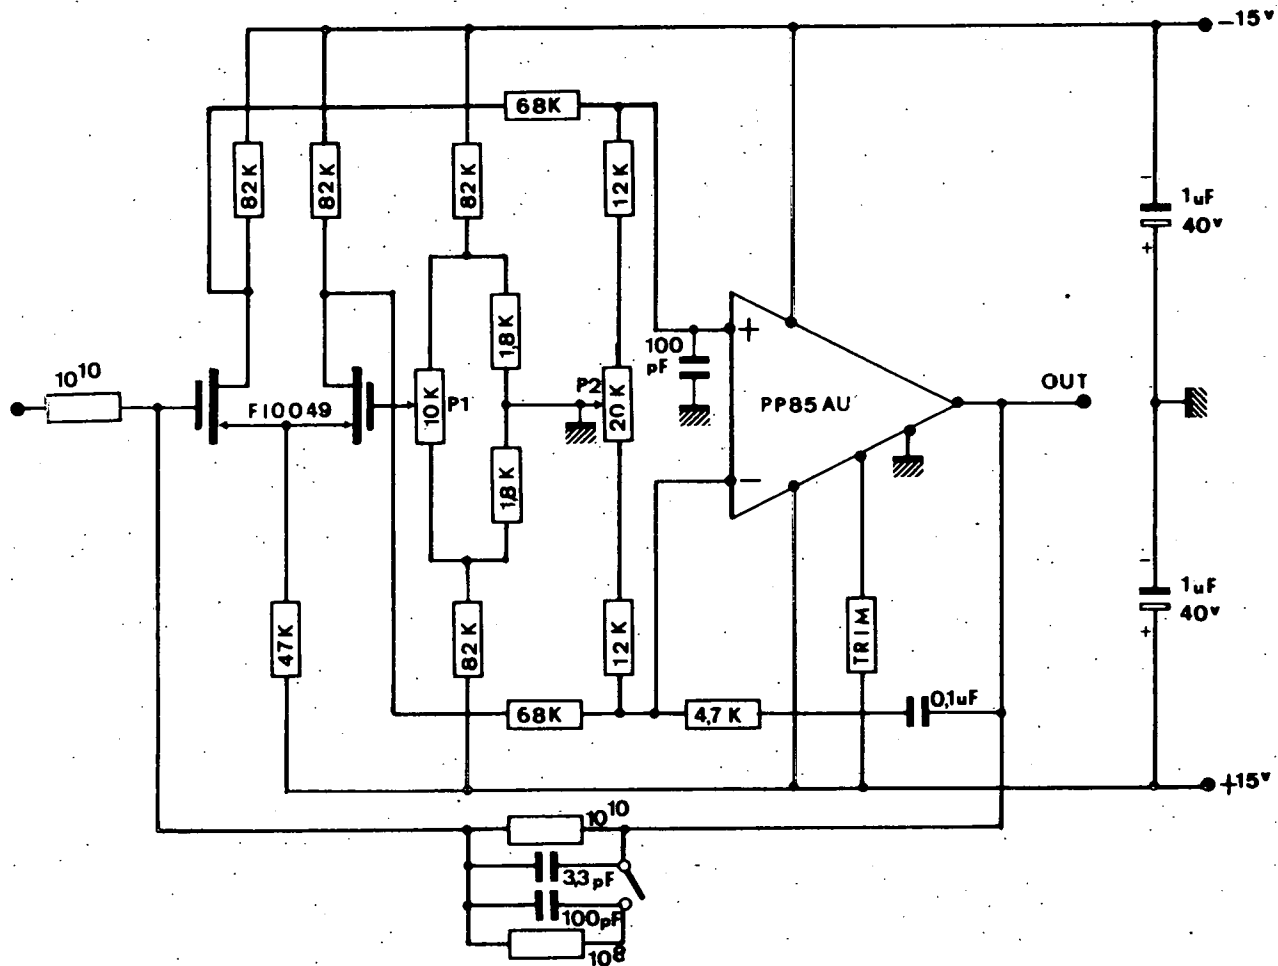 -15v
68K
82K
82K
82K
12K
-
1uF
40v
+
1,8K
10¹⁰
FI0049
10K
P1
P2
20K
100
pF
+
PP85AU
OUT
1,8K
-
47K
82K
12K
TRIM
-
1uF
40v
+
68K
4,7K
0,1uF
+15v
10¹⁰
3,3pF
100pF
10⁸